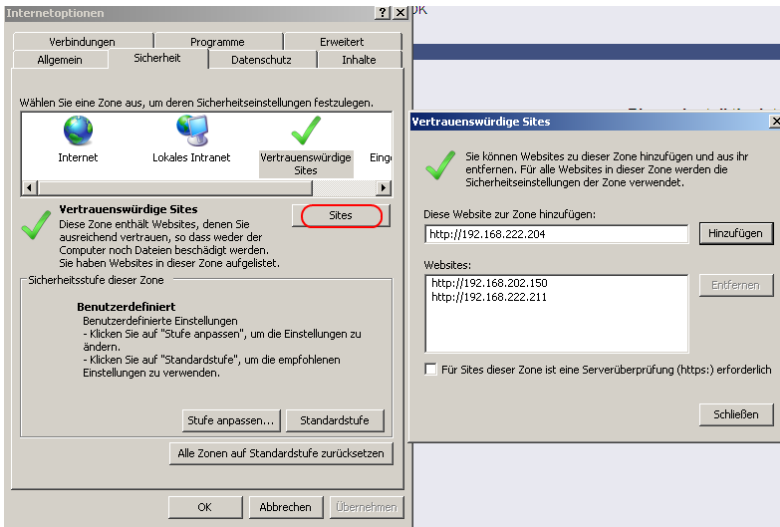 Internetoptionen
OK
Verbindungen
Programme
Erweitert
Allgemein
Sicherheit
Datenschutz
Inhalte
Wählen Sie eine Zone aus, um deren Sicherheitseinstellungen festzulegen.
Internet
Lokales Intranet
Vertrauenswürdige
Sites
Einge
Vertrauenswürdige Sites
Diese Zone enthält Websites, denen Sie
ausreichend vertrauen, so dass weder der
Computer noch Dateien beschädigt werden.
Sie haben Websites in dieser Zone aufgelistet.
Sites
Sicherheitsstufe dieser Zone
Benutzerdefiniert
Benutzerdefinierte Einstellungen
- Klicken Sie auf "Stufe anpassen", um die Einstellungen zu
ändern.
- Klicken Sie auf "Standardstufe", um die empfohlenen
Einstellungen zu verwenden.
Stufe anpassen...
Standardstufe
Alle Zonen auf Standardstufe zurücksetzen
OK
Abbrechen
Übernehmen
Vertrauenswürdige Sites
Sie können Websites zu dieser Zone hinzufügen und aus ihr
entfernen. Für alle Websites in dieser Zone werden die
Sicherheitseinstellungen der Zone verwendet.
Diese Website zur Zone hinzufügen:
http://192.168.222.204
Hinzufügen
Websites:
http://192.168.202.150
http://192.168.222.211
Entfernen
Für Sites dieser Zone ist eine Serverüberprüfung (https:) erforderlich
Schließen